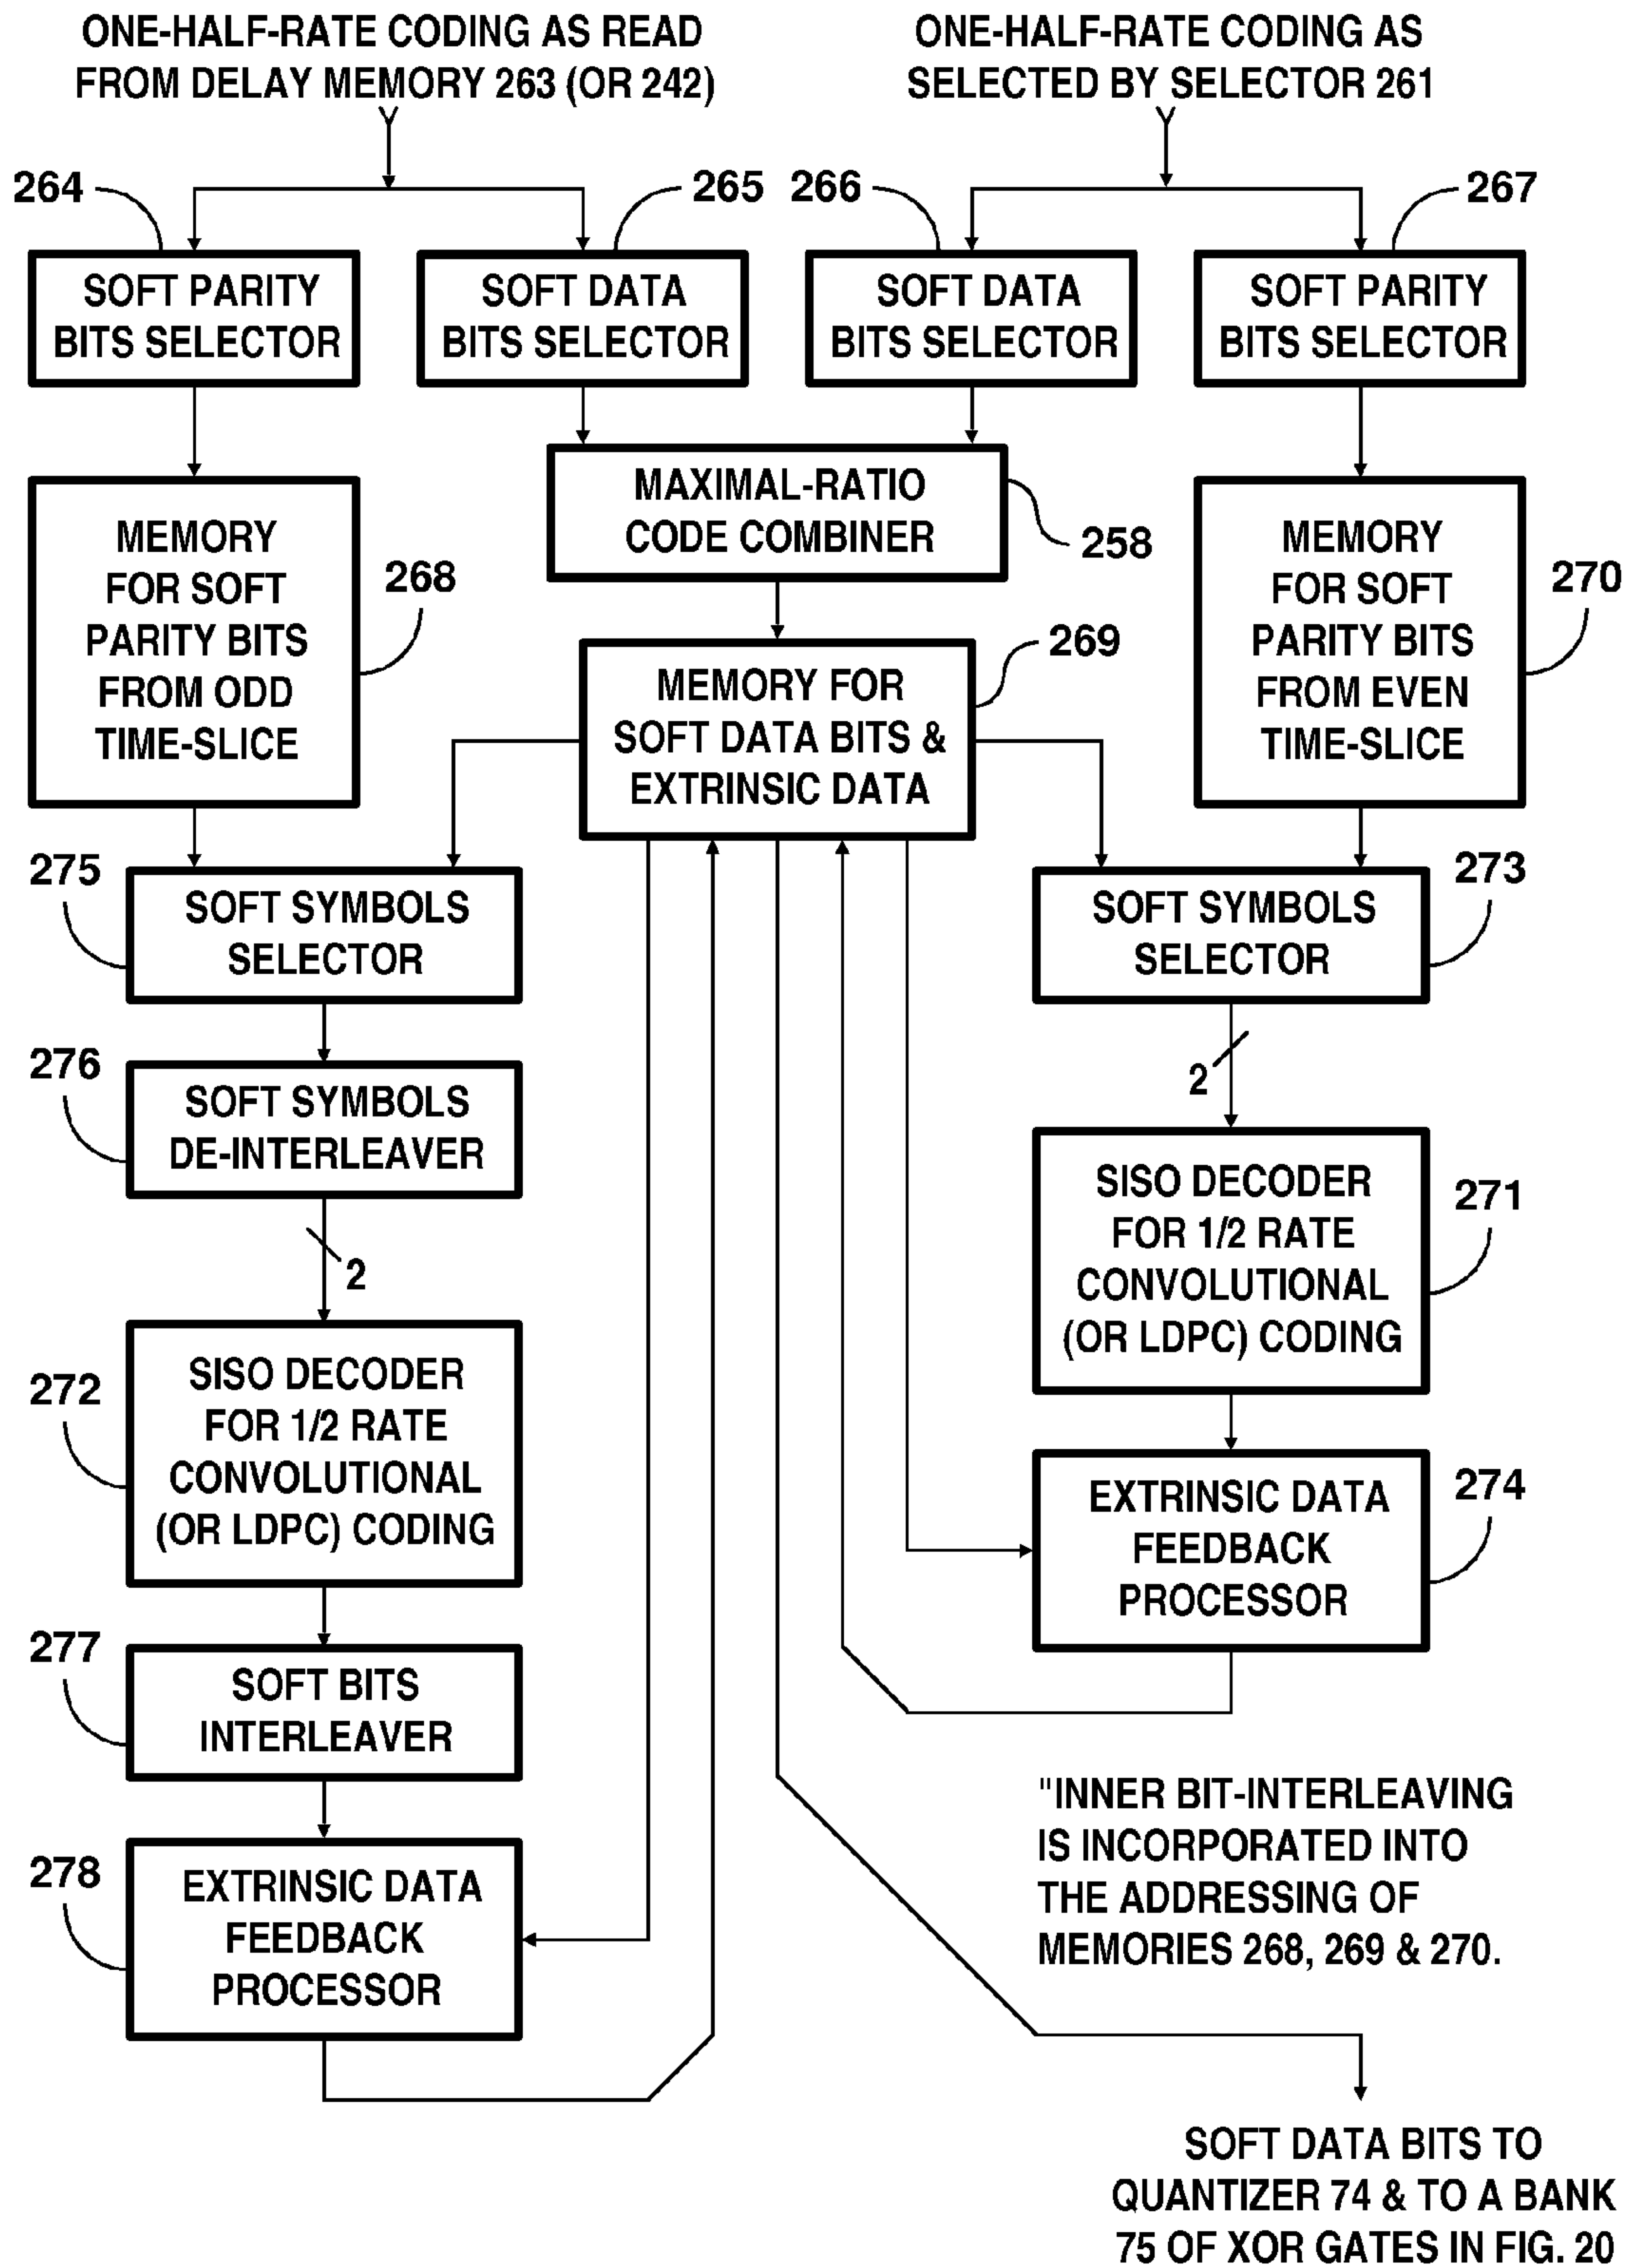 ONE-HALF-RATE CODING AS READ
FROM DELAY MEMORY 263 (OR 242)
ONE-HALF-RATE CODING AS
SELECTED BY SELECTOR 261
264
265
266
267
SOFT PARITY
BITS SELECTOR
SOFT DATA
BITS SELECTOR
SOFT DATA
BITS SELECTOR
SOFT PARITY
BITS SELECTOR
MEMORY
FOR SOFT
PARITY BITS
FROM ODD
TIME-SLICE
268
MAXIMAL-RATIO
CODE COMBINER
258
MEMORY
FOR SOFT
PARITY BITS
FROM EVEN
TIME-SLICE
270
MEMORY FOR
SOFT DATA BITS &
EXTRINSIC DATA
269
275
SOFT SYMBOLS
SELECTOR
SOFT SYMBOLS
SELECTOR
273
276
SOFT SYMBOLS
DE-INTERLEAVER
2
2
SISO DECODER
FOR 1/2 RATE
CONVOLUTIONAL
(OR LDPC) CODING
271
272
SISO DECODER
FOR 1/2 RATE
CONVOLUTIONAL
(OR LDPC) CODING
EXTRINSIC DATA
FEEDBACK
PROCESSOR
274
277
SOFT BITS
INTERLEAVER
278
EXTRINSIC DATA
FEEDBACK
PROCESSOR
"INNER BIT-INTERLEAVING
IS INCORPORATED INTO
THE ADDRESSING OF
MEMORIES 268, 269 & 270.
SOFT DATA BITS TO
QUANTIZER 74 & TO A BANK
75 OF XOR GATES IN FIG. 20